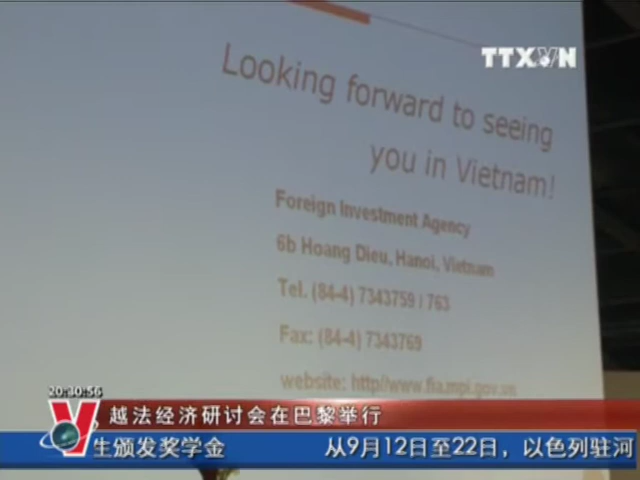 TTXVN
Looking forward to seeing
you in Vietnam!
Foreign Investment Agency
6b Hoang Dieu, Hanoi, Vietnam
Tel. (84-4) 7343759 / 763
Fax: (84-4) 7343769
website: http//www.fia.mpi.gov.vn
20:30:56
越法经济研讨会在巴黎举行
生颁发奖学金 从9月12日至22日，以色列驻河